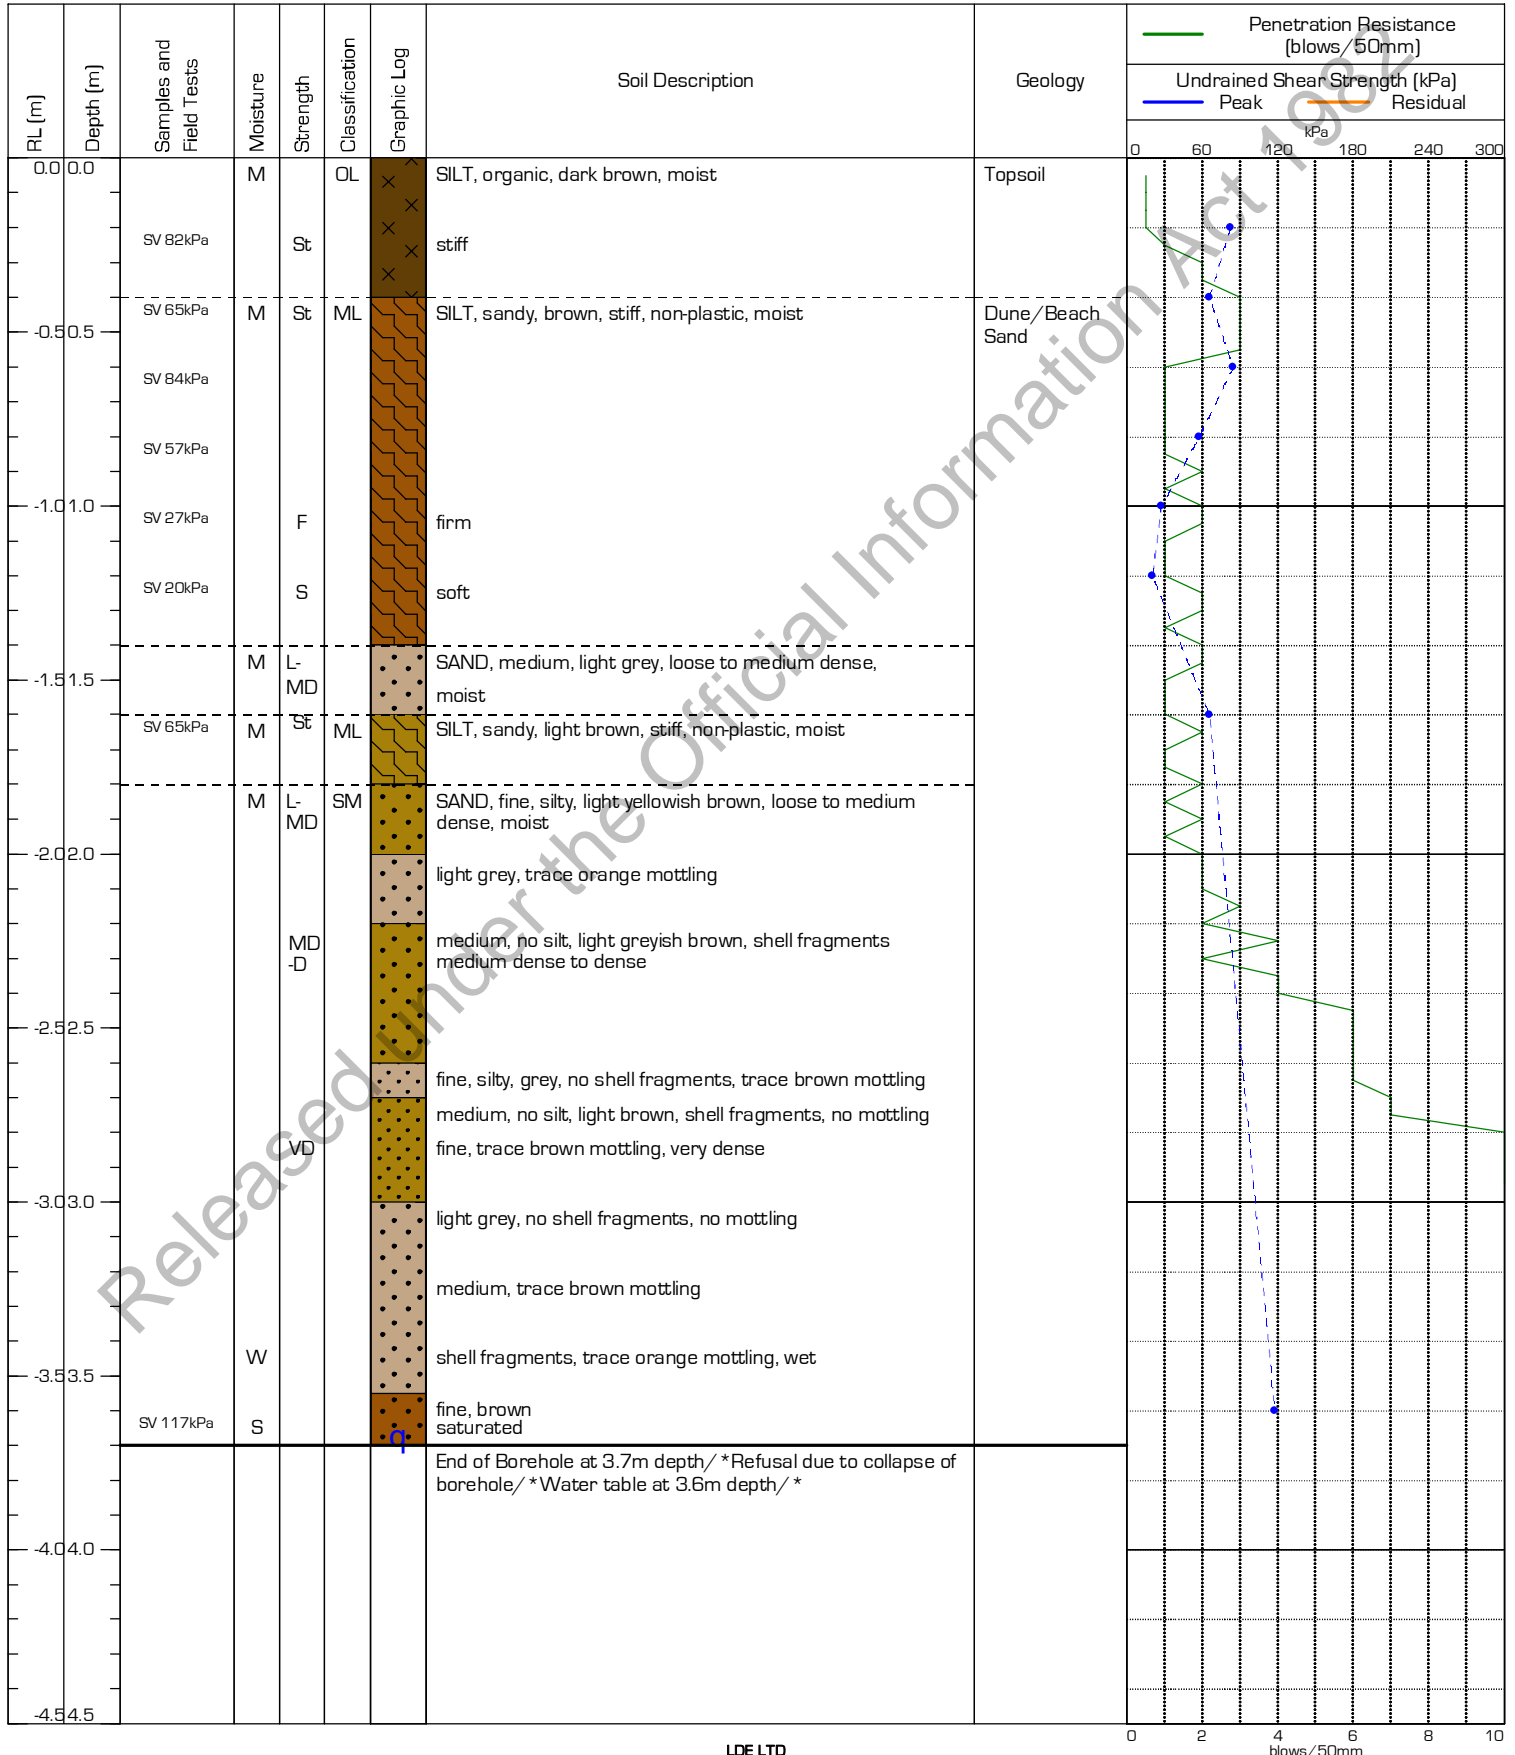 RL (m)
Depth (m)
Samples and
Field Tests
Moisture
Strength
Classification
Graphic Log
Soil Description
Geology
Penetration Resistance
(blows/50mm)
Undrained Shear Strength (kPa)
Peak Residual
kPa
0 60 120 180 240 300
0.0 0.0 M OL SILT, organic, dark brown, moist Topsoil
SV 82kPa St stiff
SV 65kPa M St ML SILT, sandy, brown, stiff, non-plastic, moist Dune/Beach
Sand
-0.5 0.5
SV 84kPa
SV 57kPa
-1.0 1.0 SV 27kPa F firm
SV 20kPa S soft
M L- SAND, medium, light grey, loose to medium dense,
-1.5 1.5 MD moist
SV 65kPa M St ML SILT, sandy, light brown, stiff, non-plastic, moist
M L- SM SAND, fine, silty, light yellowish brown, loose to medium
MD dense, moist
-2.0 2.0
light grey, trace orange mottling
MD medium, no silt, light greyish brown, shell fragments
-D medium dense to dense
-2.5 2.5
fine, silty, grey, no shell fragments, trace brown mottling
medium, no silt, light brown, shell fragments, no mottling
VD fine, trace brown mottling, very dense
-3.0 3.0
light grey, no shell fragments, no mottling
medium, trace brown mottling
W shell fragments, trace orange mottling, wet
-3.5 3.5
fine, brown
SV 117kPa S saturated
q
End of Borehole at 3.7m depth/ *Refusal due to collapse of
borehole/ *Water table at 3.6m depth/ *
-4.0 4.0
-4.5 4.5
0 2 4 6 8 10
blows/50mm
LDE LTD
Released under the Official Information Act 1982